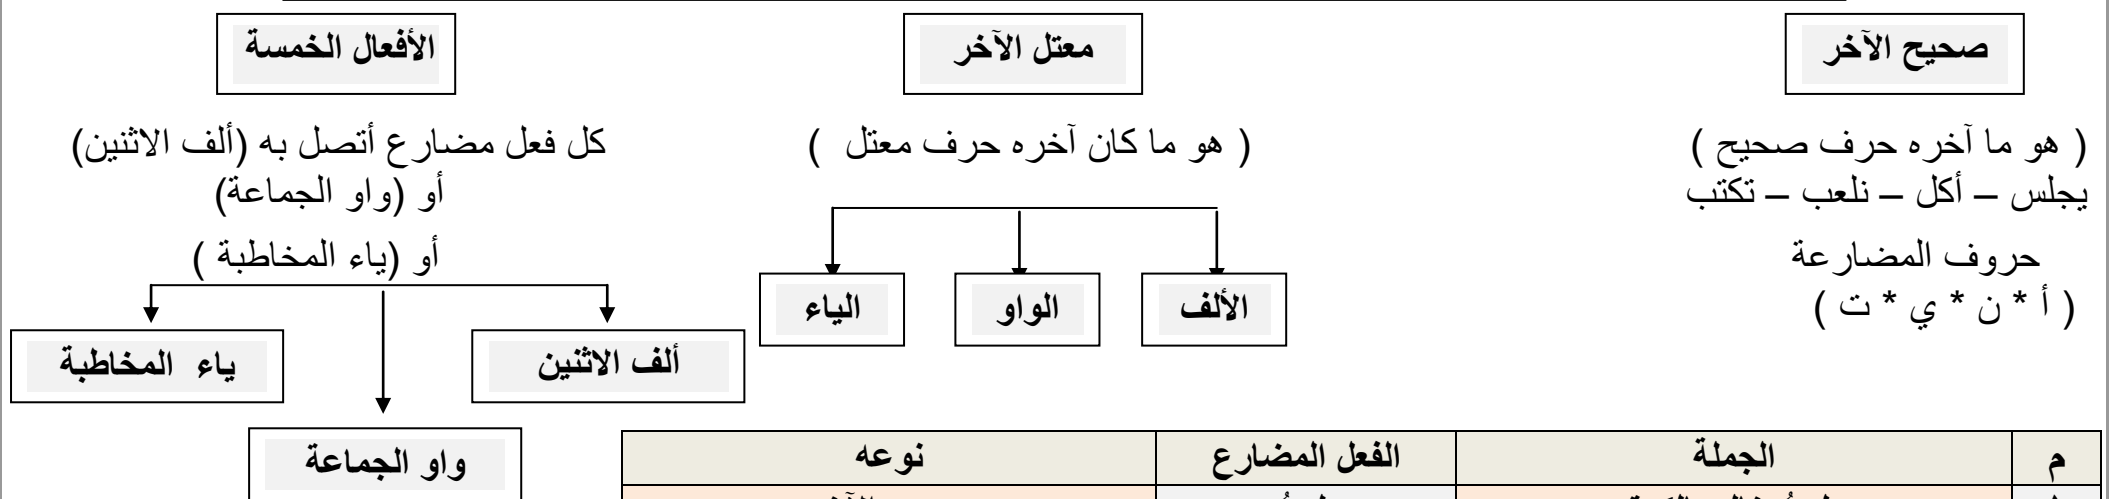 صحيح الآخر
معتل الآخر
الأفعال الخمسة
( هو ما آخره حرف صحيح )
يجلس – أكل – نلعب – تكتب
حروف المضارعة
( أ * ن * ي * ت )
( هو ما كان آخره حرف معتل )
الألف
الواو
الياء
كل فعل مضارع أتصل به (ألف الاثنين)
أو (واو الجماعة)
أو (ياء المخاطبة )
ألف الاثنين
ياء المخاطبة
واو الجماعة
م الجملة الفعل المضارع نوعه